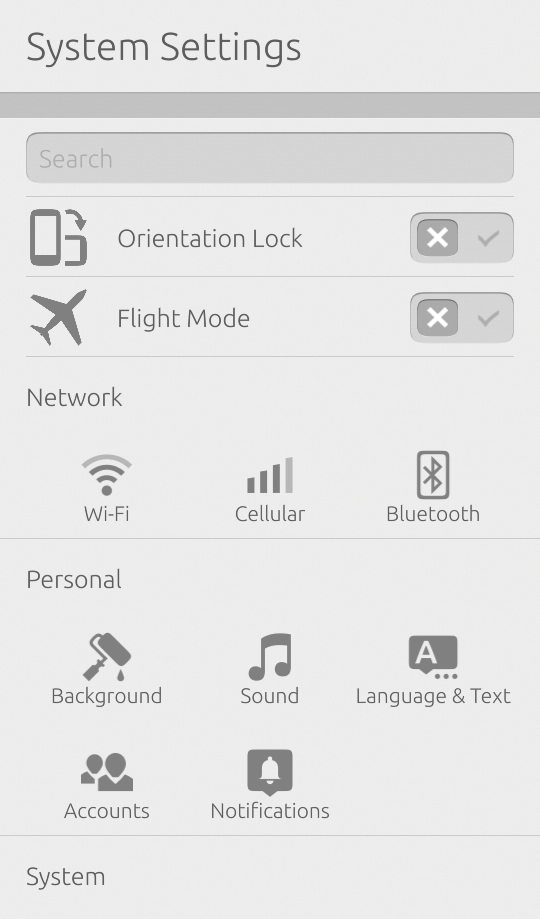 System Settings
Search
Orientation Lock
Flight Mode
Network
Wi-Fi Cellular Bluetooth
Personal
A
Background Sound Language & Text
Accounts Notifications
System